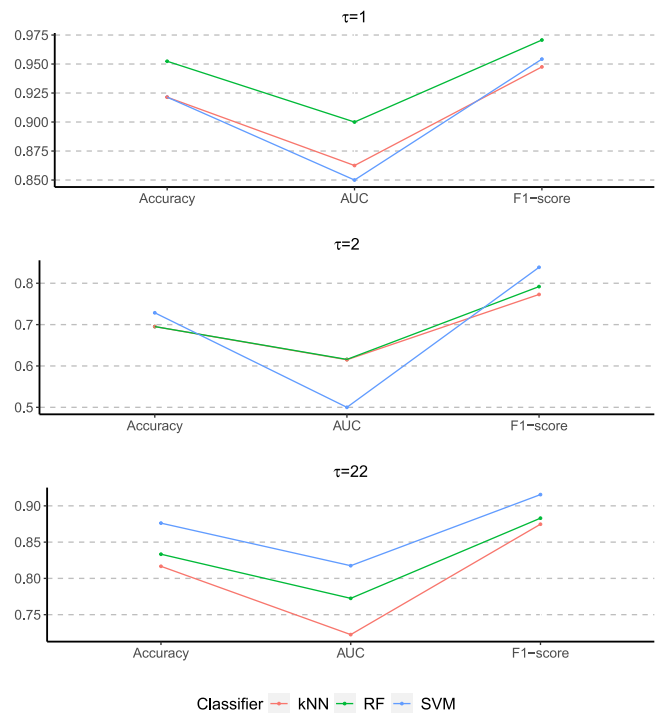 τ=1
0.975
0.950
0.925
0.900
0.875
0.850
Accuracy AUC F1−score
τ=2
0.8
0.7
0.6
0.5
Accuracy AUC F1−score
τ=22
0.90
0.85
0.80
0.75
Accuracy AUC F1−score
Classifier kNN RF SVM